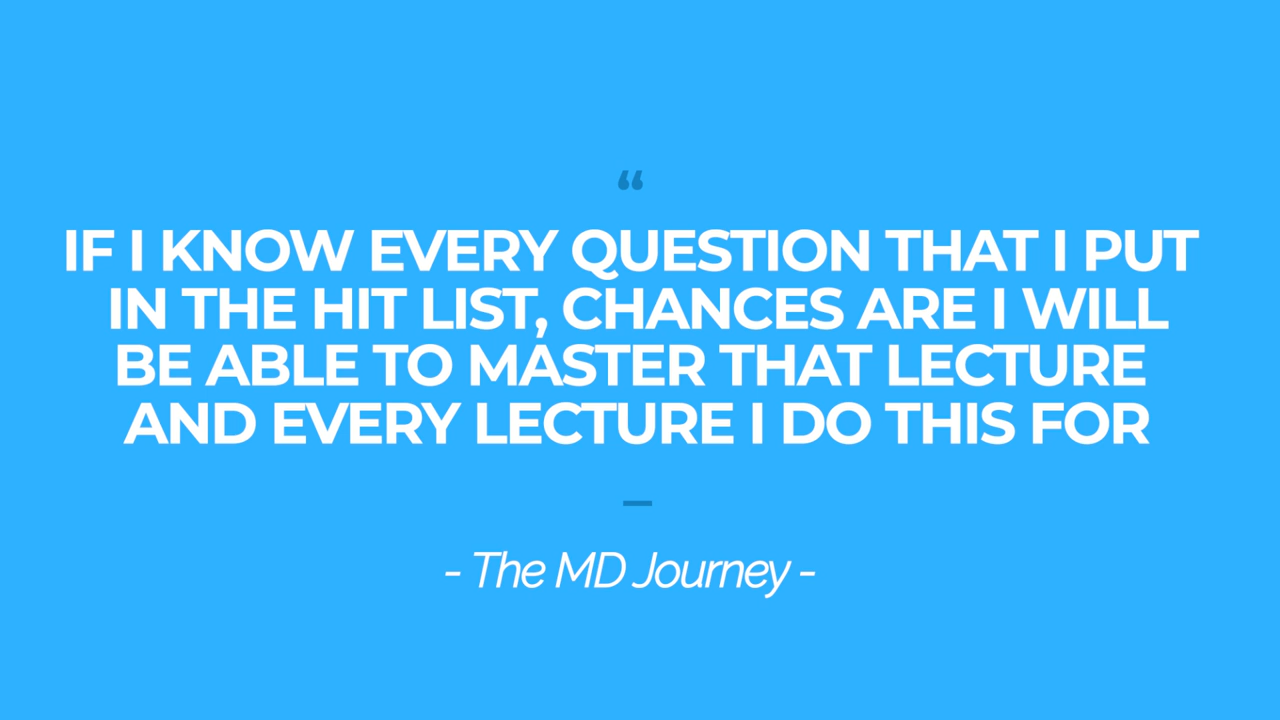 “
IF I KNOW EVERY QUESTION THAT I PUT
IN THE HIT LIST, CHANCES ARE I WILL
BE ABLE TO MASTER THAT LECTURE
AND EVERY LECTURE I DO THIS FOR
- The MD Journey -